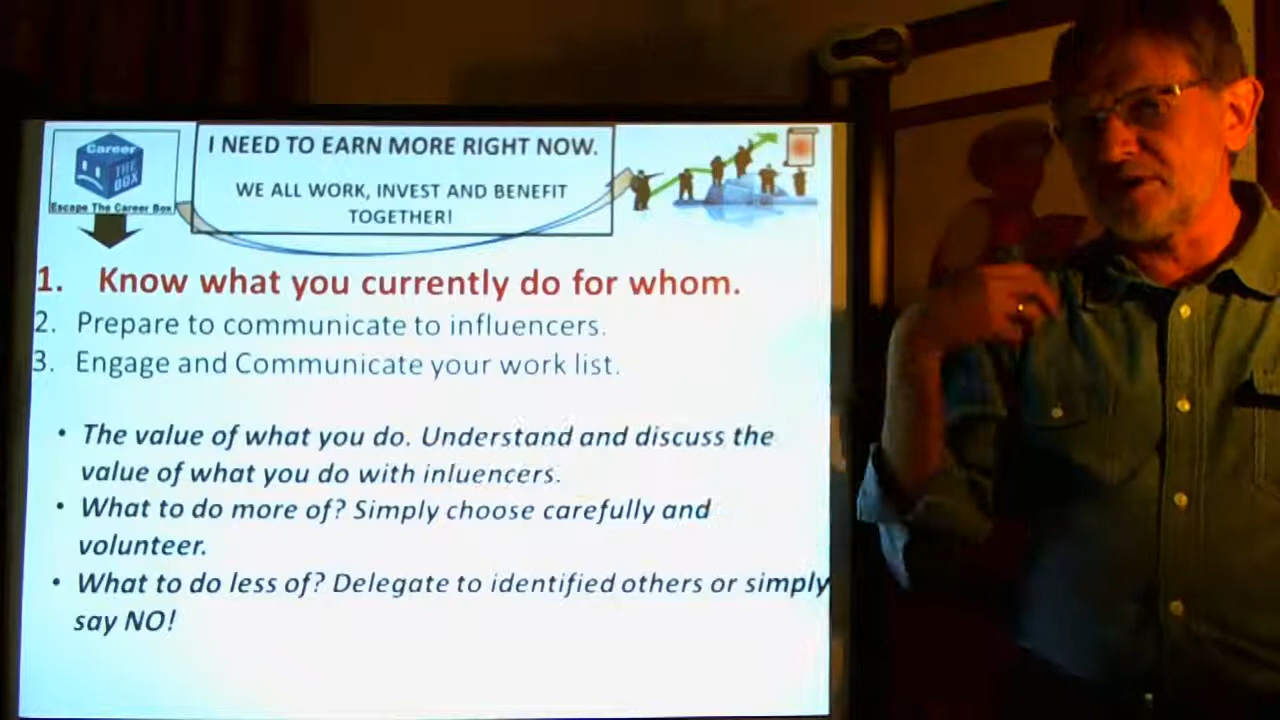 Career
THE
BOX
Escape The Career Box
I NEED TO EARN MORE RIGHT NOW.
WE ALL WORK, INVEST AND BENEFIT
TOGETHER!
1. Know what you currently do for whom.
2. Prepare to communicate to influencers.
3. Engage and Communicate your work list.
• The value of what you do. Understand and discuss the
value of what you do with inluencers.
• What to do more of? Simply choose carefully and
volunteer.
• What to do less of? Delegate to identified others or simply
say NO!